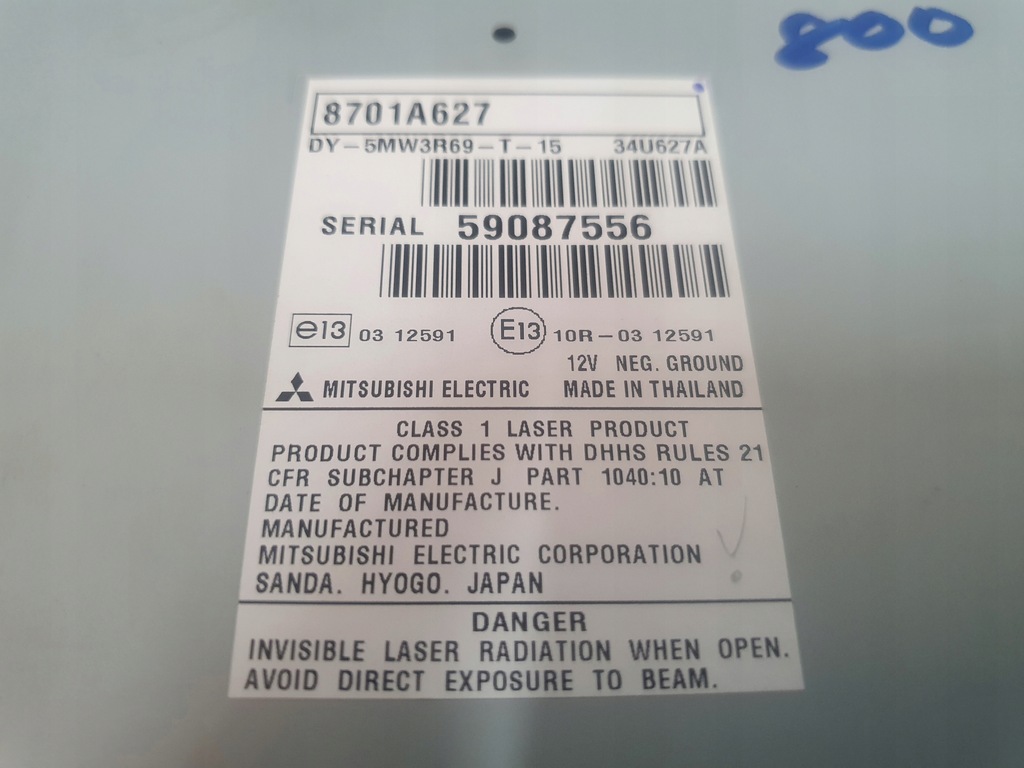 800
8701A627
DY-5MW3R69-T-15 34U627A
SERIAL 59087556
e13 03 12591 E13 10R-03 12591
12V NEG. GROUND
MITSUBISHI ELECTRIC MADE IN THAILAND
CLASS 1 LASER PRODUCT
PRODUCT COMPLIES WITH DHHS RULES 21
CFR SUBCHAPTER J PART 1040:10 AT
DATE OF MANUFACTURE.
MANUFACTURED
MITSUBISHI ELECTRIC CORPORATION
SANDA. HYOGO. JAPAN
DANGER
INVISIBLE LASER RADIATION WHEN OPEN.
AVOID DIRECT EXPOSURE TO BEAM.